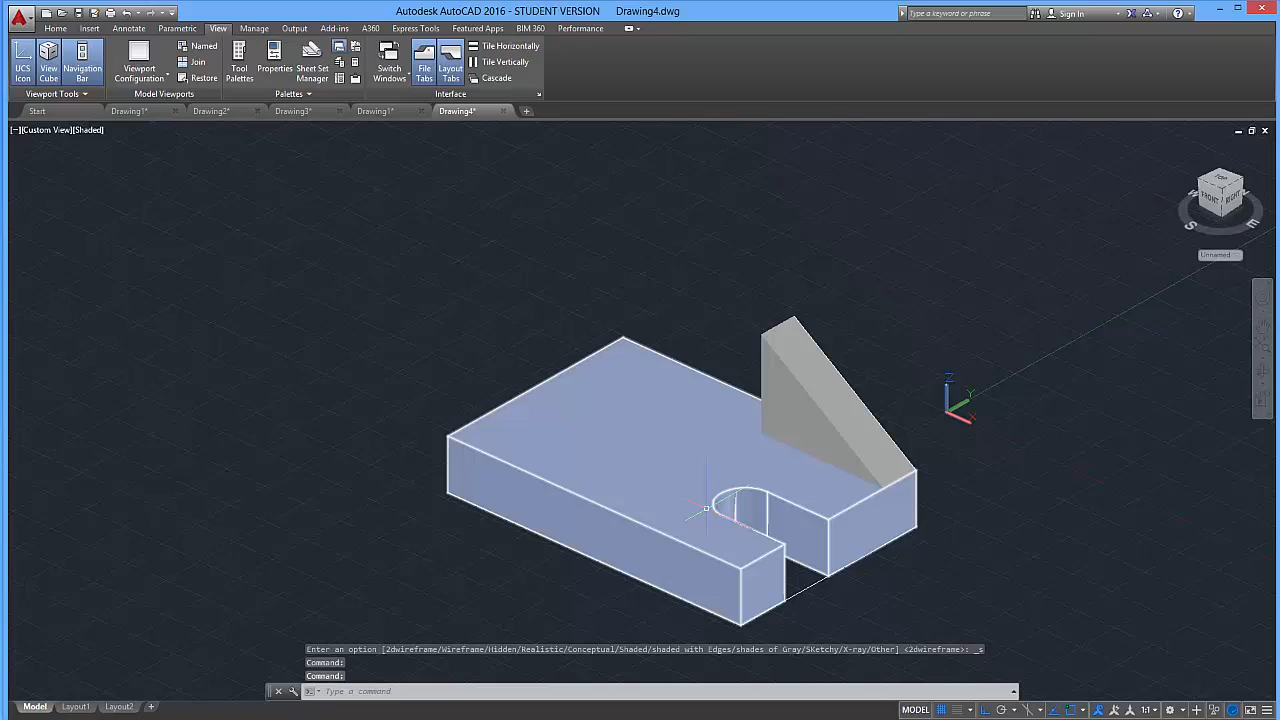 Autodesk AutoCAD 2016 - STUDENT VERSION Drawing4.dwg
Type a keyword or phrase
Sign In
Home Insert Annotate Parametric View Manage Output Add-ins A360 Express Tools Featured Apps BIM 360 Performance
UCS Icon
View Cube
Navigation Bar
Viewport Configuration
Named
Join
Restore
Tool Palettes
Properties
Sheet Set Manager
Switch Windows
File Tabs
Layout Tabs
Tile Horizontally
Tile Vertically
Cascade
Viewport Tools
Model Viewports
Palettes
Interface
Start Drawing1* Drawing2* Drawing3* Drawing1* Drawing4*
[−][Custom View][Shaded]
TOP
FRONT RIGHT
S E
Unnamed
Z
Y
X
Enter an option [2dwireframe/Wireframe/Hidden/Realistic/Conceptual/Shaded/shaded with Edges/shades of Gray/SKetchy/X-ray/Other] <2dwireframe>: _s
Command:
Command:
Type a command
Model Layout1 Layout2
MODEL
1:1